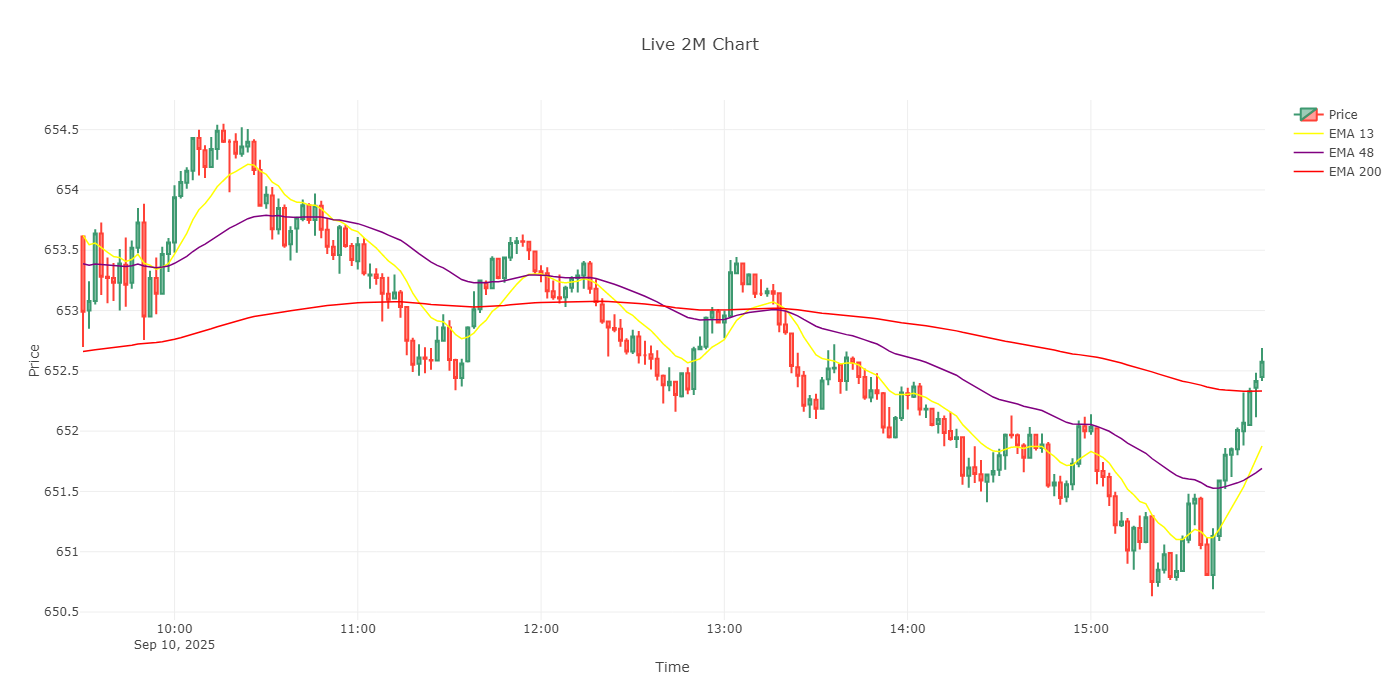 Live 2M Chart
Price
EMA 13
EMA 48
EMA 200
654.5
654
653.5
653
652.5
652
651.5
651
650.5
Price
10:00
11:00
12:00
13:00
14:00
15:00
Sep 10, 2025
Time